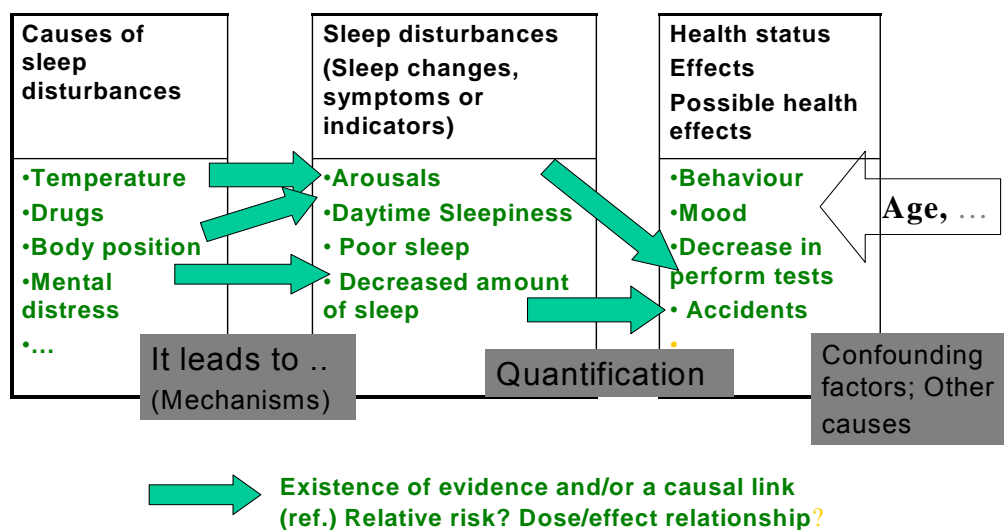 Causes of
sleep
disturbances
•Temperature
•Drugs
•Body position
•Mental
distress
•...
It leads to ..
(Mechanisms)
Sleep disturbances
(Sleep changes,
symptoms or
indicators)
•Arousals
•Daytime Sleepiness
• Poor sleep
• Decreased amount
of sleep
Quantification
Health status
Effects
Possible health
effects
•Behaviour
•Mood
•Decrease in
perform tests
• Accidents
•
Age, ...
Confounding
factors; Other
causes
Existence of evidence and/or a causal link
(ref.) Relative risk? Dose/effect relationship?